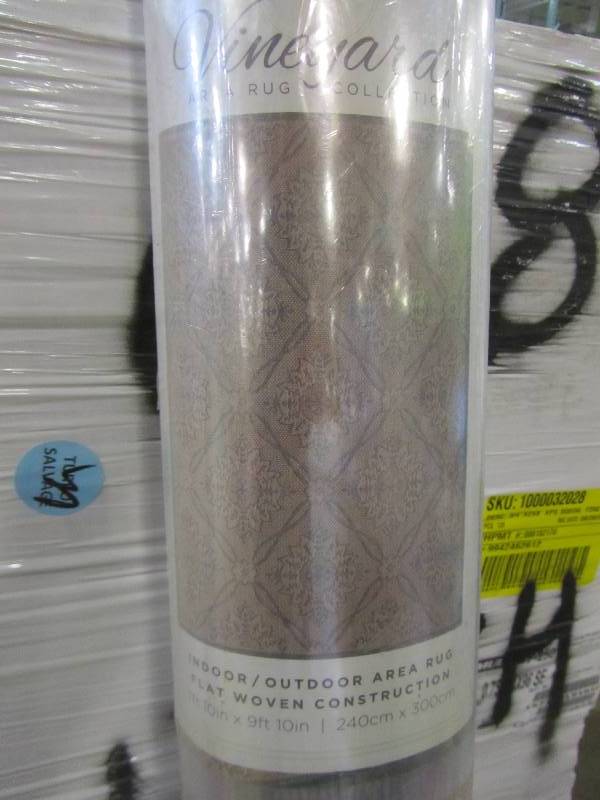 Vineyard
AREA RUG COLLECTION
INDOOR/OUTDOOR AREA RUG
FLAT WOVEN CONSTRUCTION
10in x 9ft 10in | 240cm x 300cm
SALVAGE
8
SKU: 1000032028
H